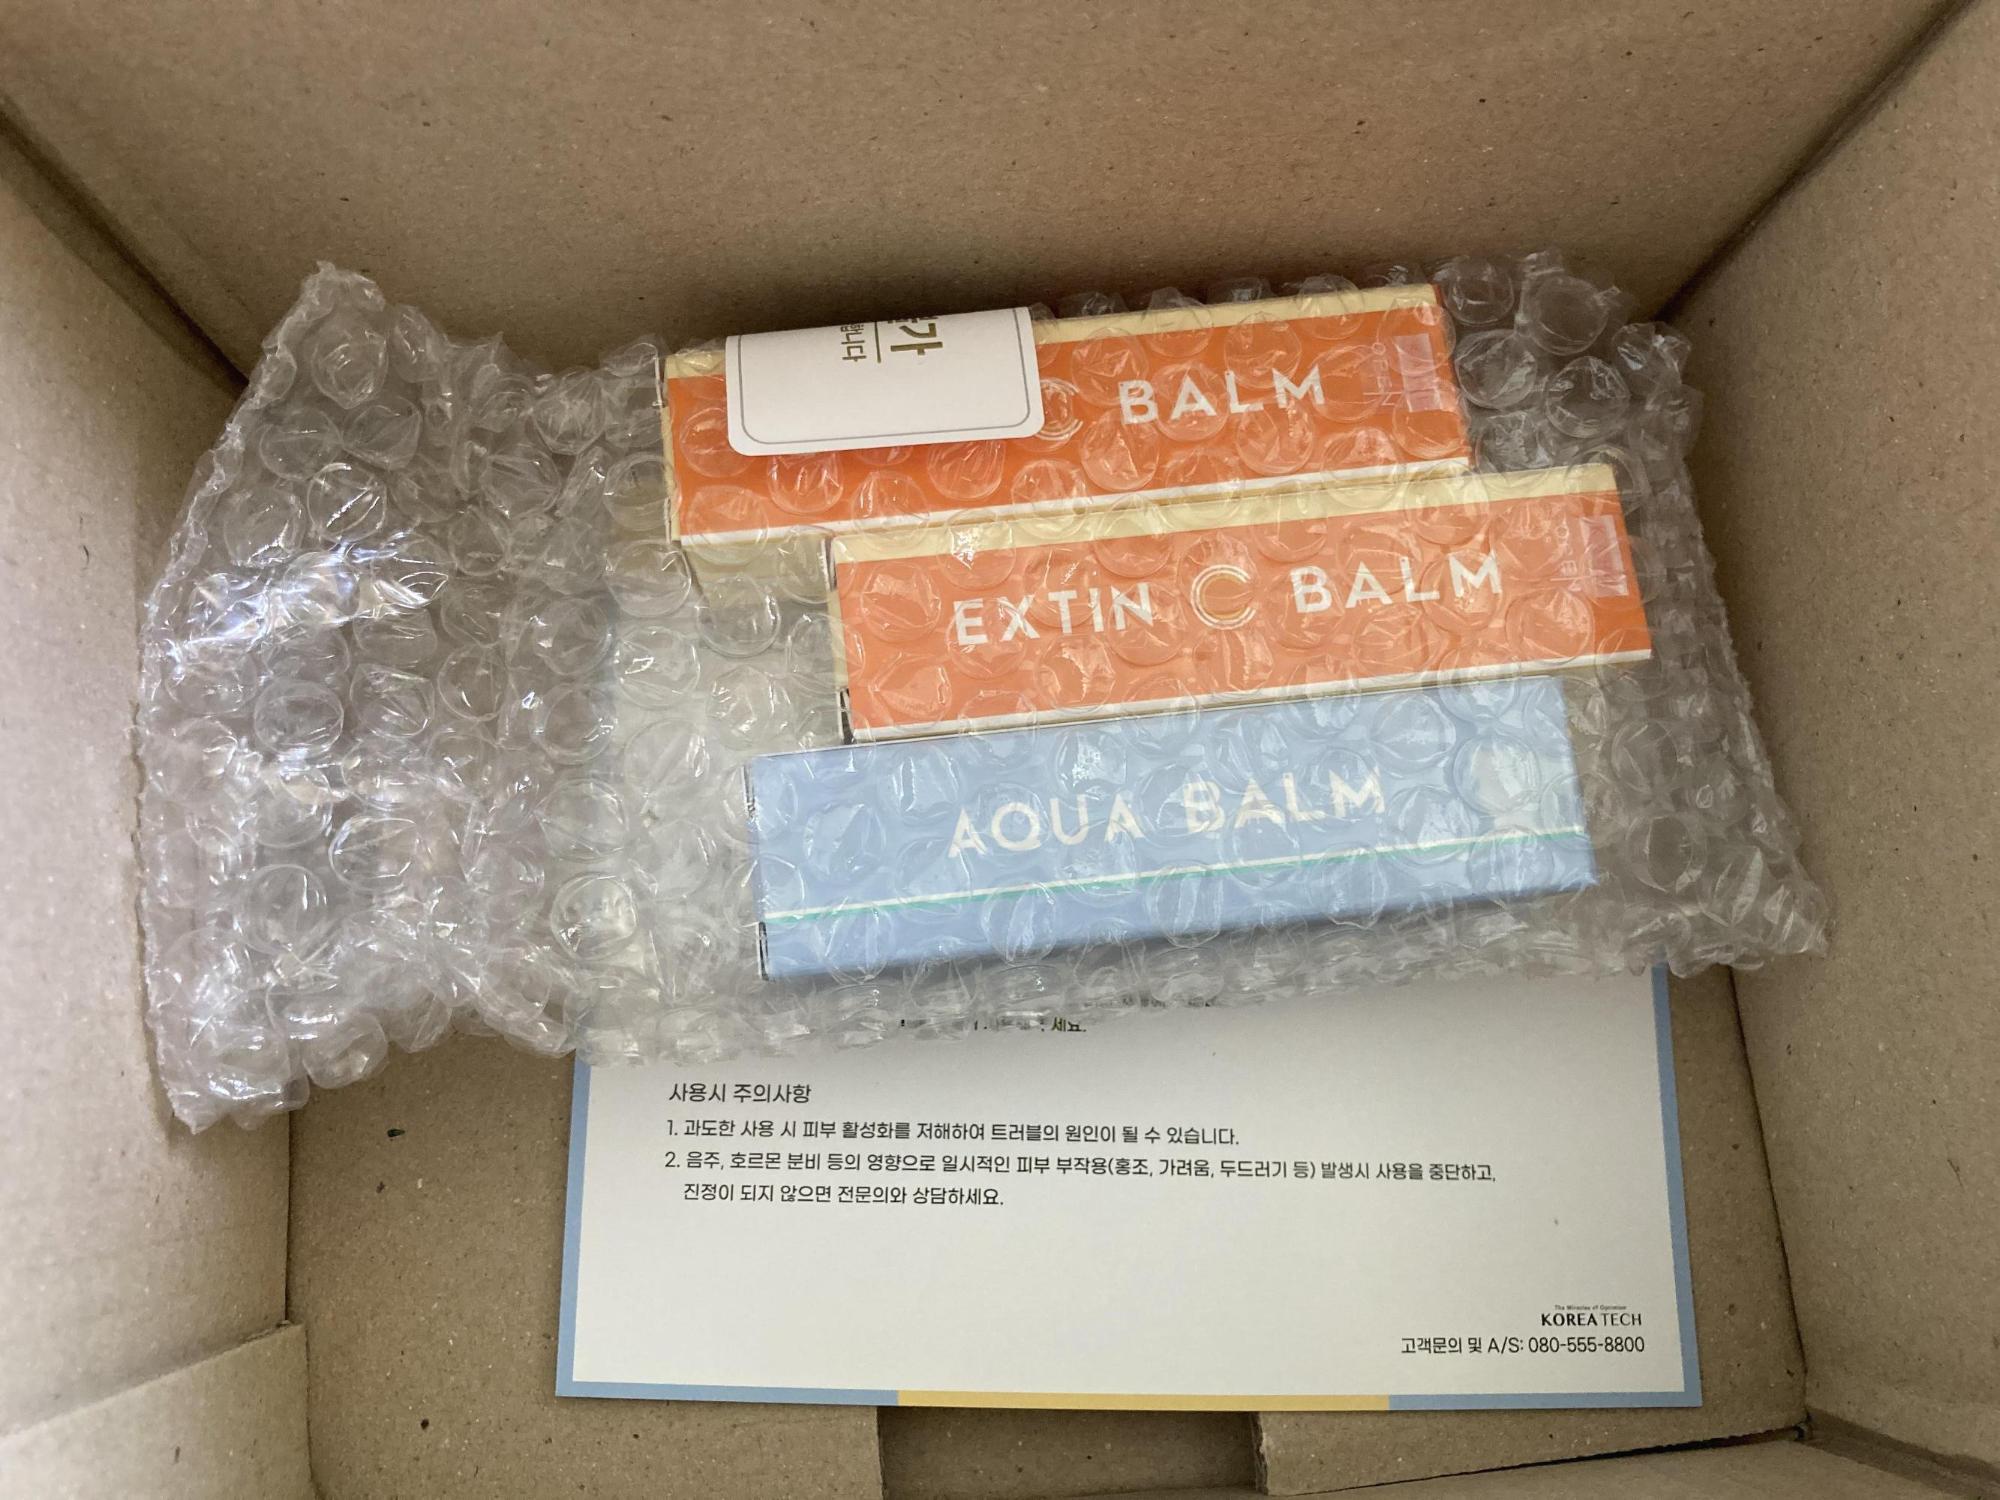 BALM
EXTIN C BALM
AQUA BALM
세요.
사용시 주의사항
1. 과도한 사용 시 피부 활성화를 저해하여 트러블의 원인이 될 수 있습니다.
2. 음주, 호르몬 분비 등의 영향으로 일시적인 피부 부작용(홍조, 가려움, 두드러기 등) 발생시 사용을 중단하고,
진정이 되지 않으면 전문의와 상담하세요.
The Miracles of Optimism
KOREA TECH
고객문의 및 A/S: 080-555-8800